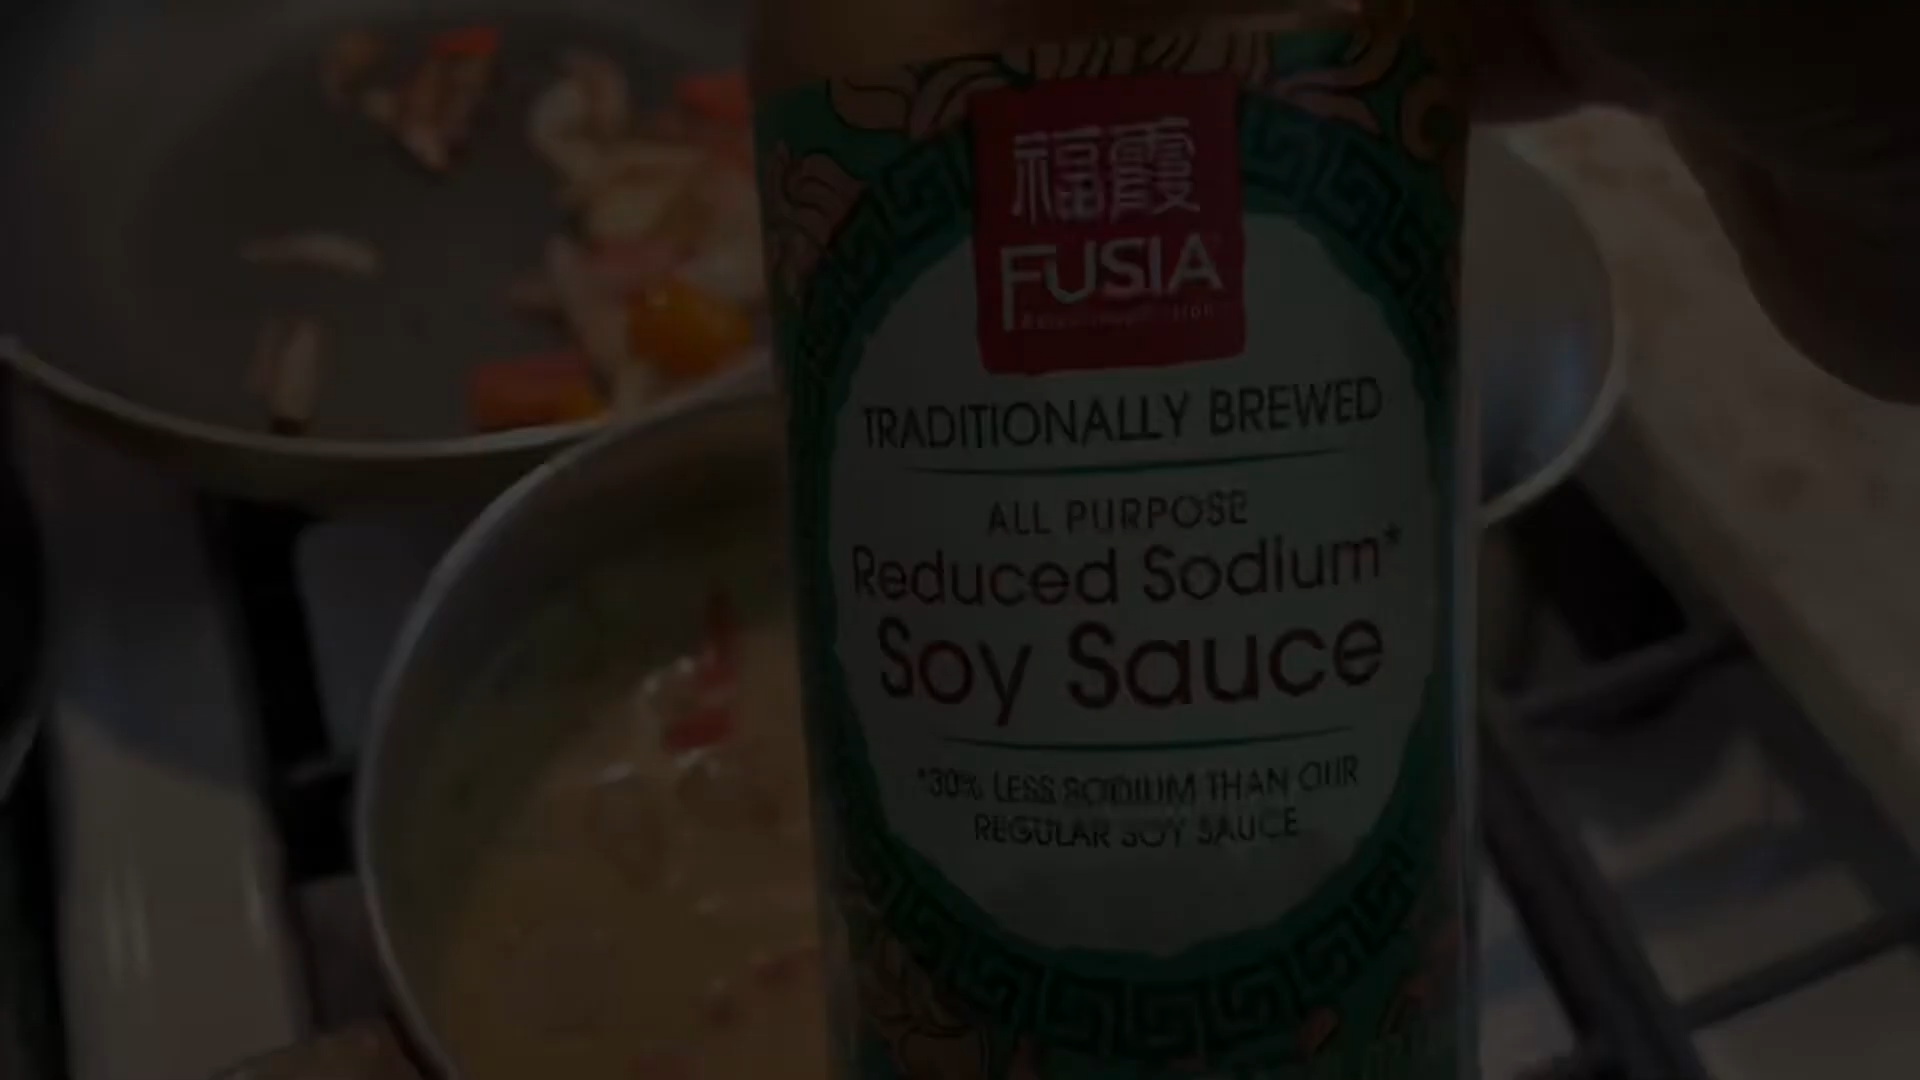 福霞
FUSIA
TRADITIONALLY BREWED
ALL PURPOSE
Reduced Sodium*
Soy Sauce
*30% LESS SODIUM THAN OUR
REGULAR SOY SAUCE